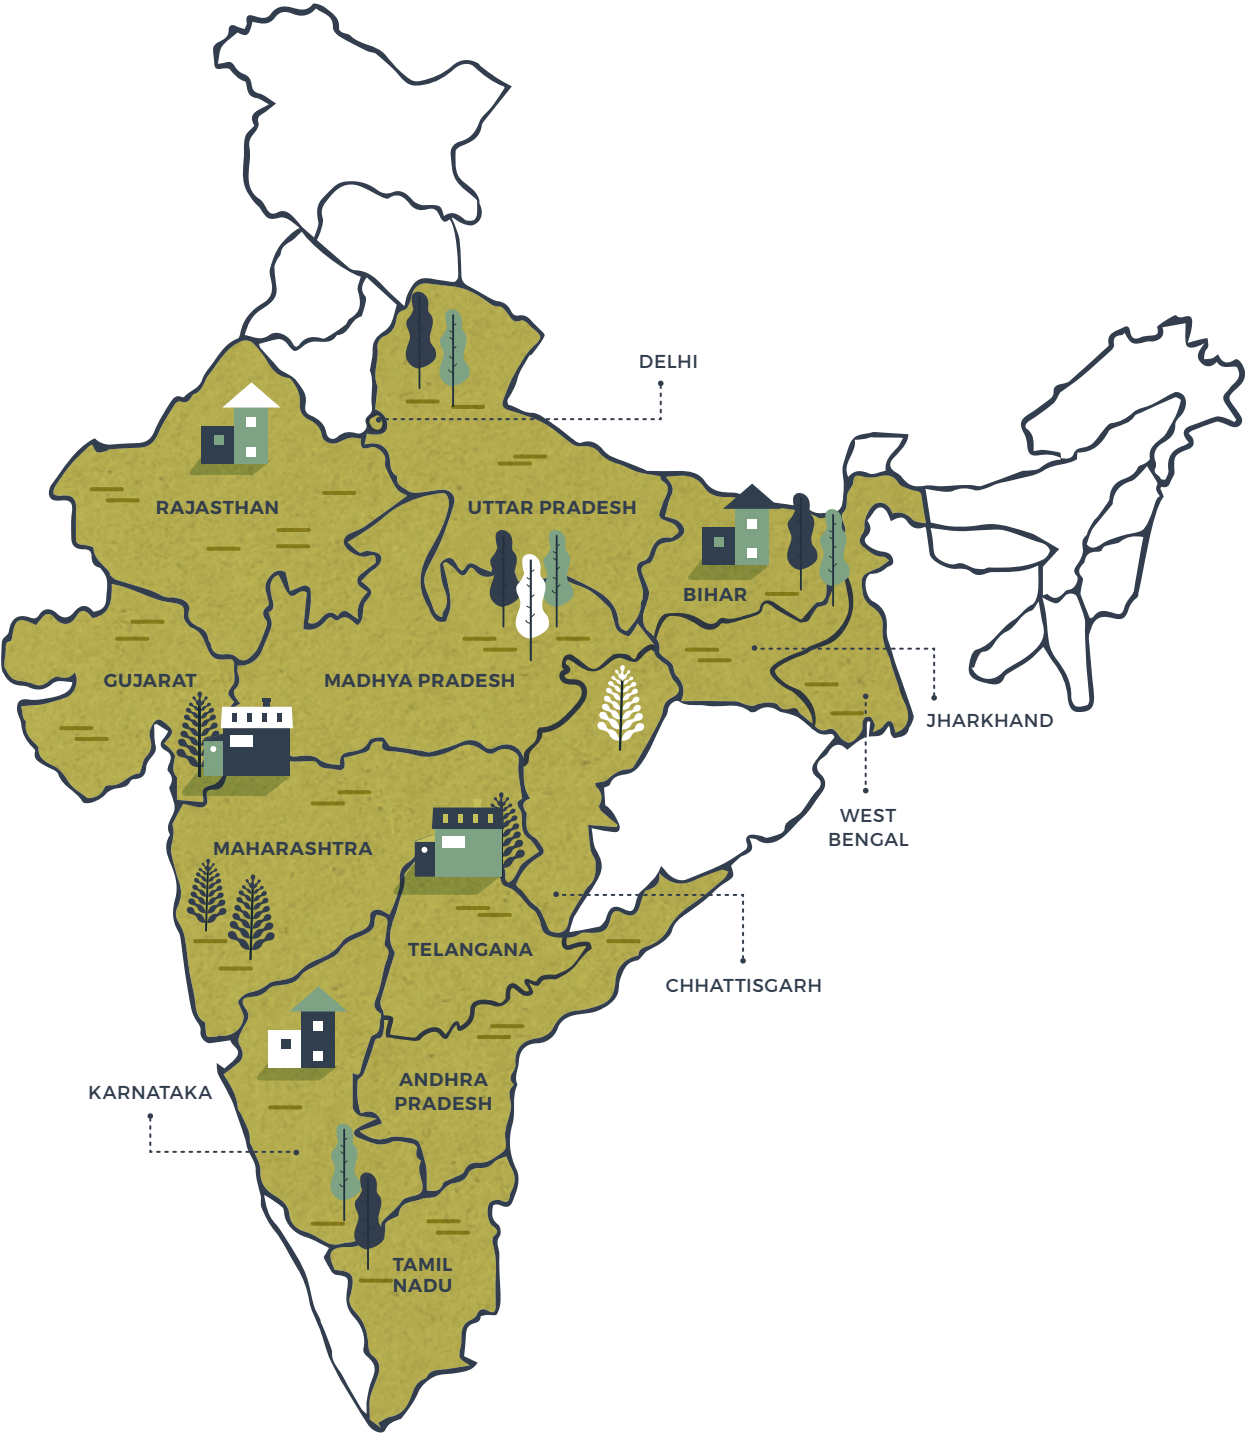 DELHI
RAJASTHAN
UTTAR PRADESH
BIHAR
GUJARAT
MADHYA PRADESH
JHARKHAND
WEST
BENGAL
MAHARASHTRA
TELANGANA
CHHATTISGARH
KARNATAKA
ANDHRA
PRADESH
TAMIL
NADU